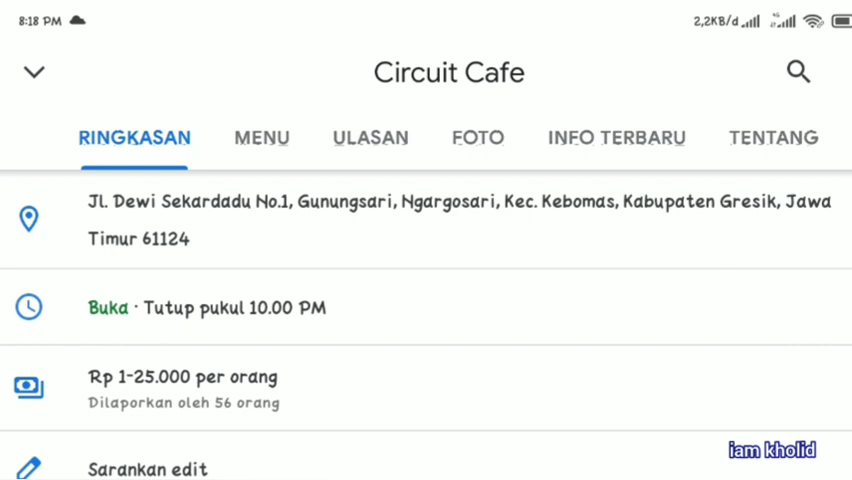 8:18 PM 2,2KB/d 4G
Circuit Cafe
RINGKASAN MENU ULASAN FOTO INFO TERBARU TENTANG
Jl. Dewi Sekardadu No.1, Gunungsari, Ngargosari, Kec. Kebomas, Kabupaten Gresik, Jawa
Timur 61124
Buka · Tutup pukul 10.00 PM
Rp 1-25.000 per orang
Dilaporkan oleh 56 orang
iam kholid
Sarankan edit